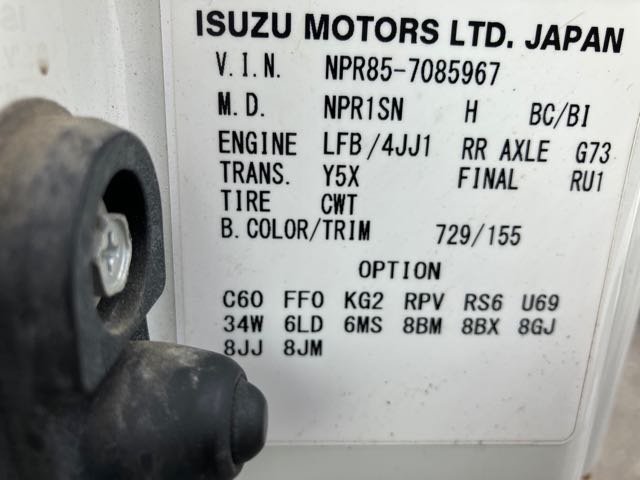 ISUZU MOTORS LTD. JAPAN
V.I.N. NPR85-7085967
M.D. NPR1SN H BC/BI
ENGINE LFB/4JJ1 RR AXLE G73
TRANS. Y5X FINAL RU1
TIRE CWT
B.COLOR/TRIM 729/155
OPTION
C60 FF0 KG2 RPV RS6 U69
34W 6LD 6MS 8BM 8BX 8GJ
8JJ 8JM